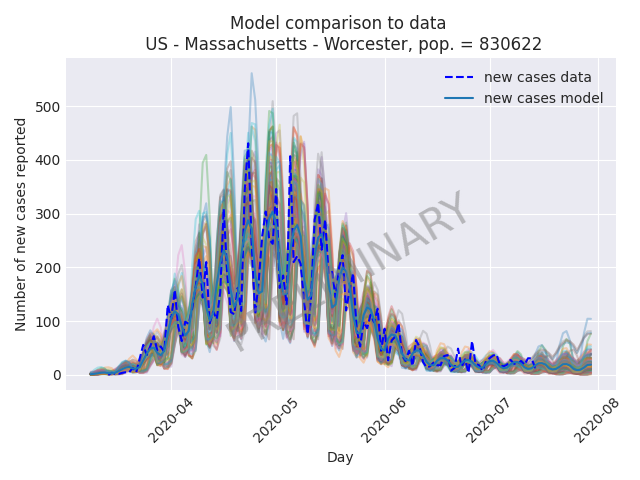 Model comparison to data
US - Massachusetts - Worcester, pop. = 830622
new cases data
new cases model
Number of new cases reported
500
400
300
200
100
0
PRELIMINARY
2020-04
2020-05
2020-06
2020-07
2020-08
Day